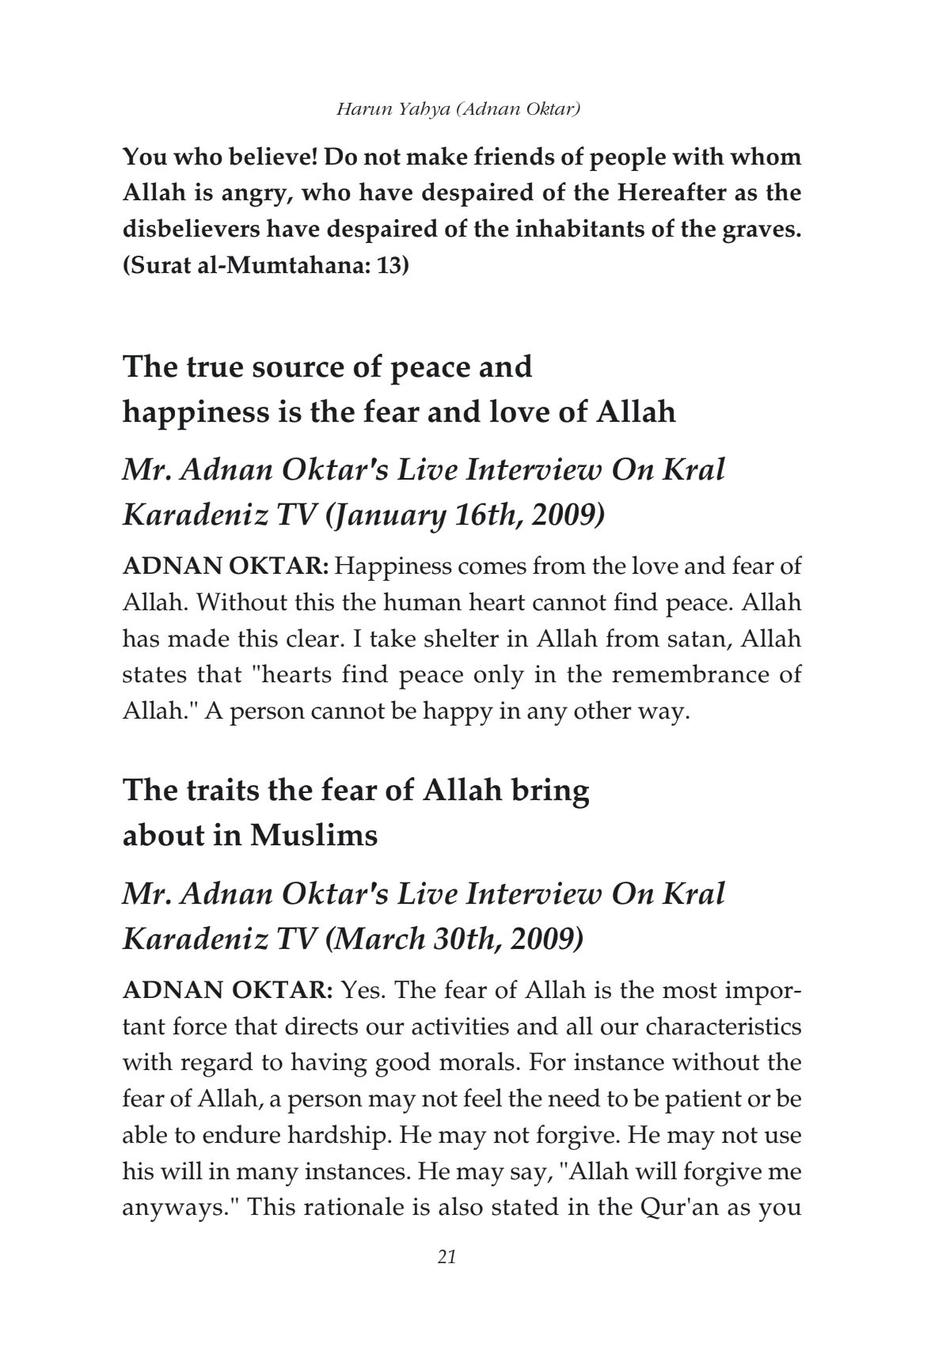 Harun Yahya (Adnan Oktar)
You who believe! Do not make friends of people with whom
Allah is angry, who have despaired of the Hereafter as the
disbelievers have despaired of the inhabitants of the graves.
(Surat al-Mumtahana: 13)
The true source of peace and
happiness is the fear and love of Allah
Mr. Adnan Oktar's Live Interview On Kral
Karadeniz TV (January 16th, 2009)
ADNAN OKTAR: Happiness comes from the love and fear of
Allah. Without this the human heart cannot find peace. Allah
has made this clear. I take shelter in Allah from satan, Allah
states that "hearts find peace only in the remembrance of
Allah." A person cannot be happy in any other way.
The traits the fear of Allah bring
about in Muslims
Mr. Adnan Oktar's Live Interview On Kral
Karadeniz TV (March 30th, 2009)
ADNAN OKTAR: Yes. The fear of Allah is the most impor-
tant force that directs our activities and all our characteristics
with regard to having good morals. For instance without the
fear of Allah, a person may not feel the need to be patient or be
able to endure hardship. He may not forgive. He may not use
his will in many instances. He may say, "Allah will forgive me
anyways." This rationale is also stated in the Qur'an as you
21